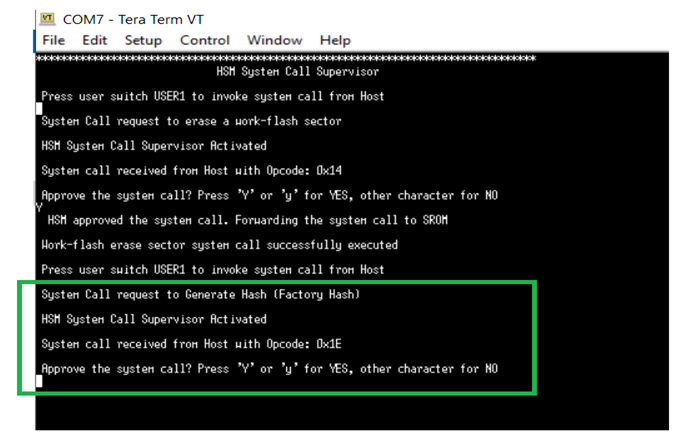 VT COM7 - Tera Term VT
File Edit Setup Control Window Help
********************************************************************************
HSM System Call Supervisor
Press user switch USER1 to invoke system call from Host
System Call request to erase a work-flash sector
HSM System Call Supervisor Activated
System call received from Host with Opcode: 0x14
Approve the system call? Press 'Y' or 'y' for YES, other character for NO
Y
HSM approved the system call. Forwarding the system call to SROM
Work-flash erase sector system call successfully executed
Press user switch USER1 to invoke system call from Host
System Call request to Generate Hash (Factory Hash)
HSM System Call Supervisor Activated
System call received from Host with Opcode: 0x1E
Approve the system call? Press 'Y' or 'y' for YES, other character for NO